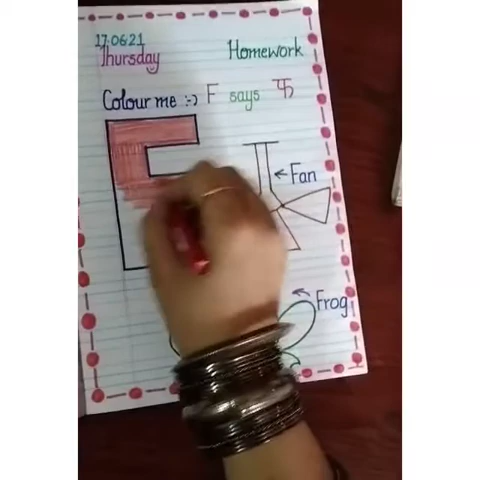 17.06.21
Thursday
Homework
Colour me :-) F says फ
←Fan
←Frog